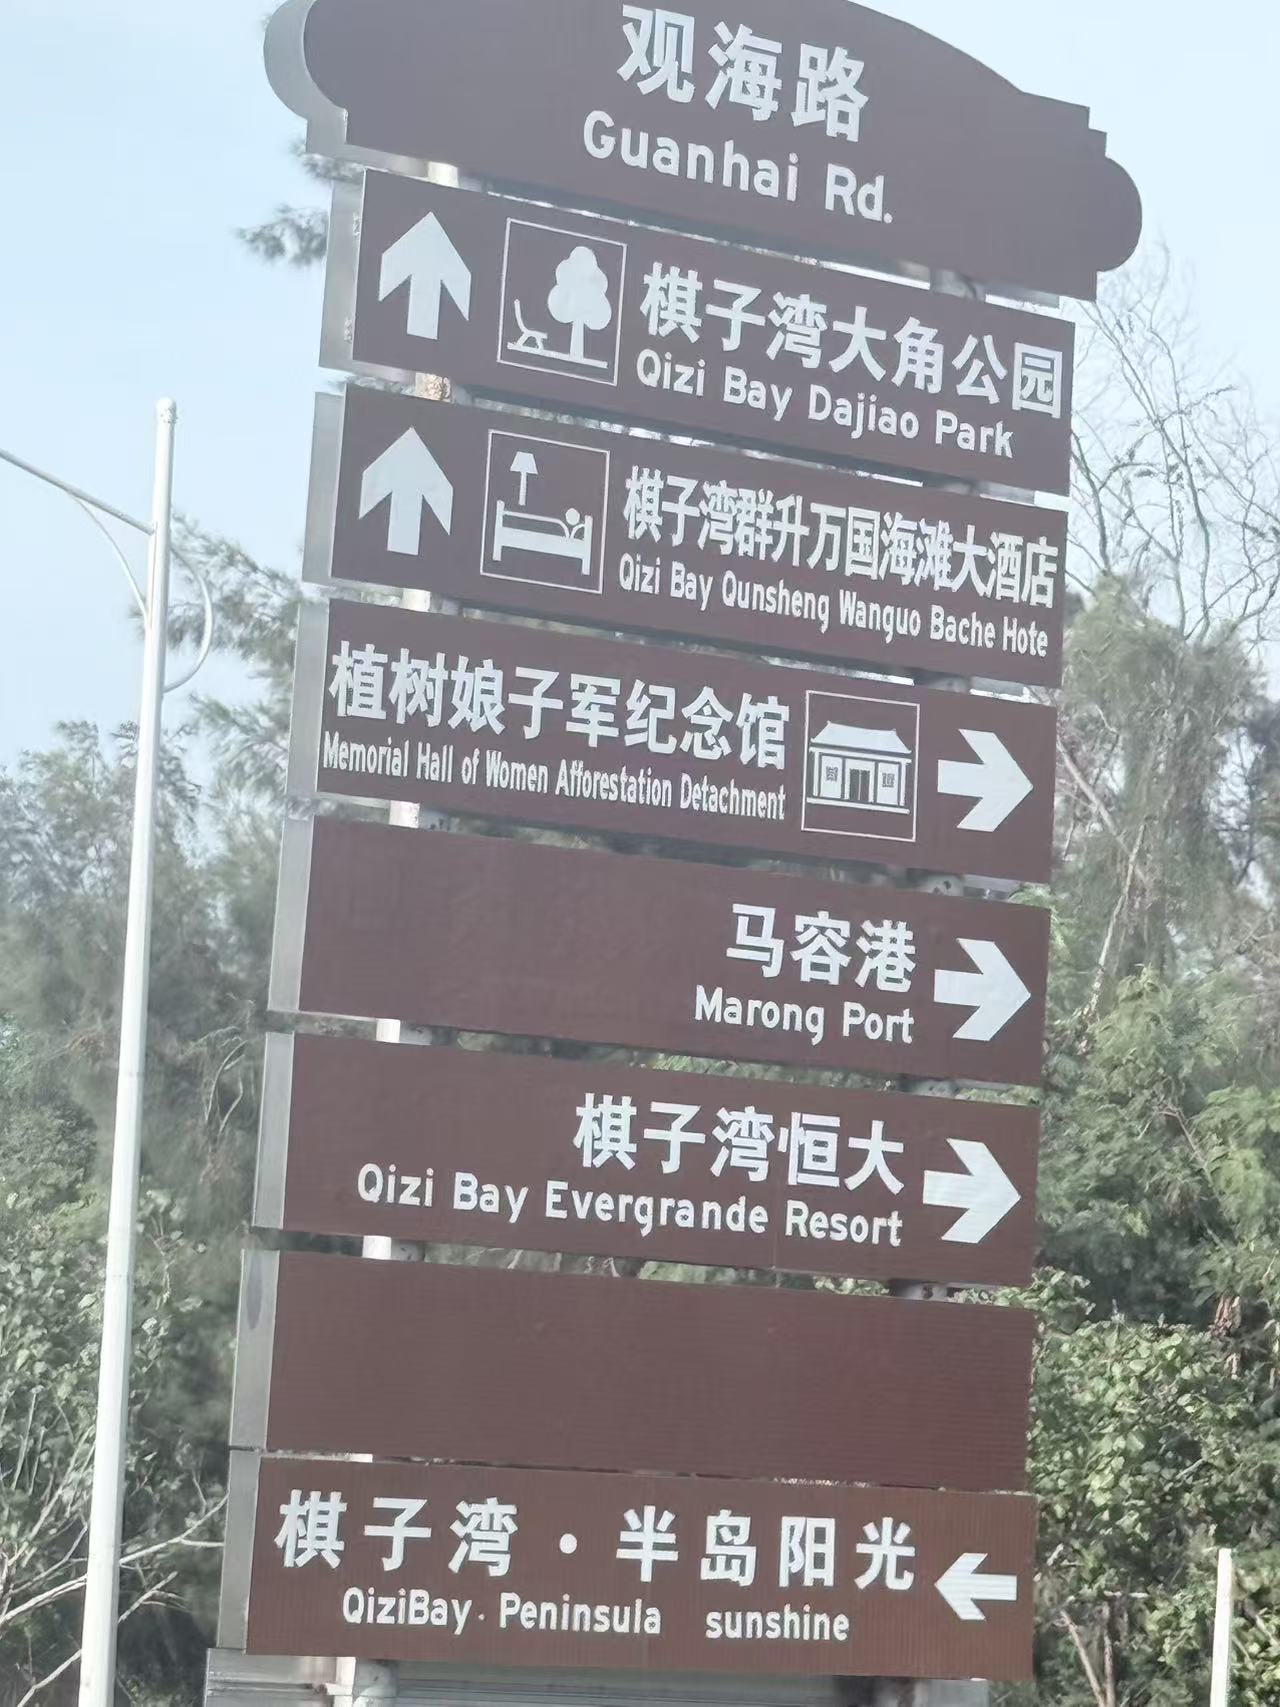 观海路
Guanhai Rd.
棋子湾大角公园
Qizi Bay Dajiao Park
棋子湾群升万国海滩大酒店
Qizi Bay Qunsheng Wanguo Bache Hote
植树娘子军纪念馆
Memorial Hall of Women Afforestation Detachment
马容港
Marong Port
棋子湾恒大
Qizi Bay Evergrande Resort
棋子湾·半岛阳光
QiziBay· Peninsula sunshine